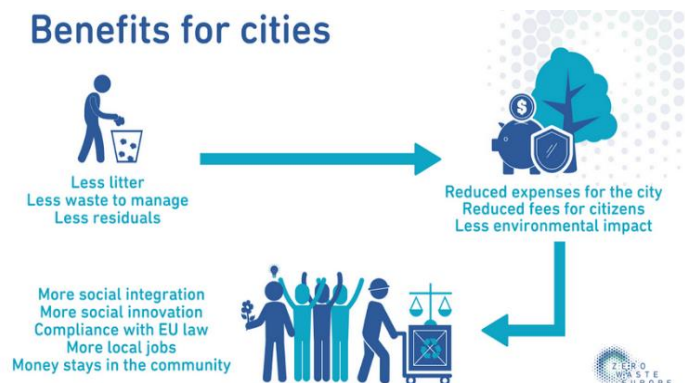 Benefits for cities
Less litter
Less waste to manage
Less residuals
$
Reduced expenses for the city
Reduced fees for citizens
Less environmental impact
More social integration
More social innovation
Compliance with EU law
More local jobs
Money stays in the community
ZERO
WASTE
EUROPE